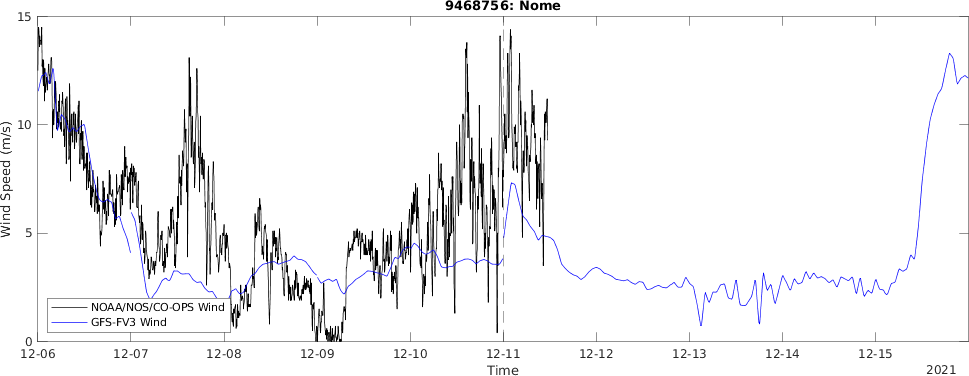 9468756: Nome
15
10
5
0
Wind Speed (m/s)
NOAA/NOS/CO-OPS Wind
GFS-FV3 Wind
12-06 12-07 12-08 12-09 12-10 12-11 12-12 12-13 12-14 12-15
Time
2021